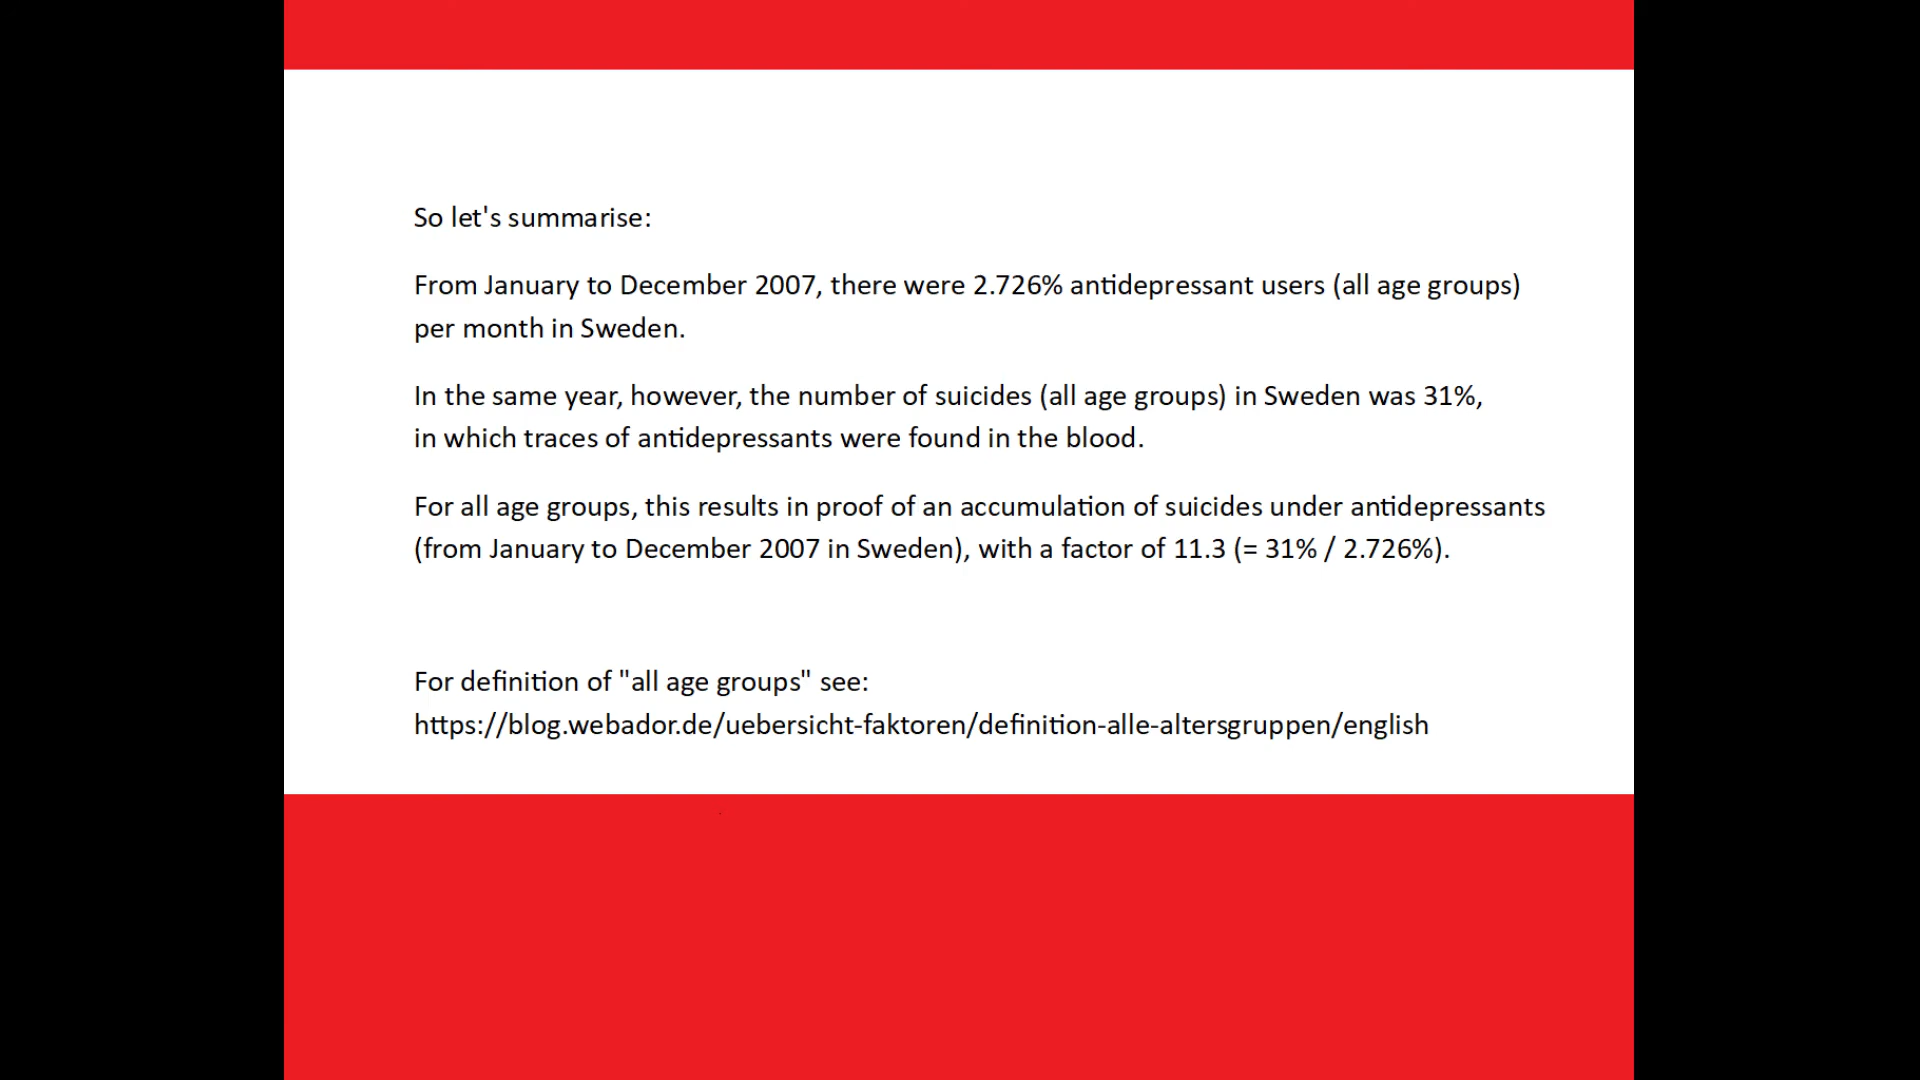 So let's summarise:
From January to December 2007, there were 2.726% antidepressant users (all age groups)
per month in Sweden.
In the same year, however, the number of suicides (all age groups) in Sweden was 31%,
in which traces of antidepressants were found in the blood.
For all age groups, this results in proof of an accumulation of suicides under antidepressants
(from January to December 2007 in Sweden), with a factor of 11.3 (= 31% / 2.726%).
For definition of "all age groups" see:
https://blog.webador.de/uebersicht-faktoren/definition-alle-altersgruppen/english